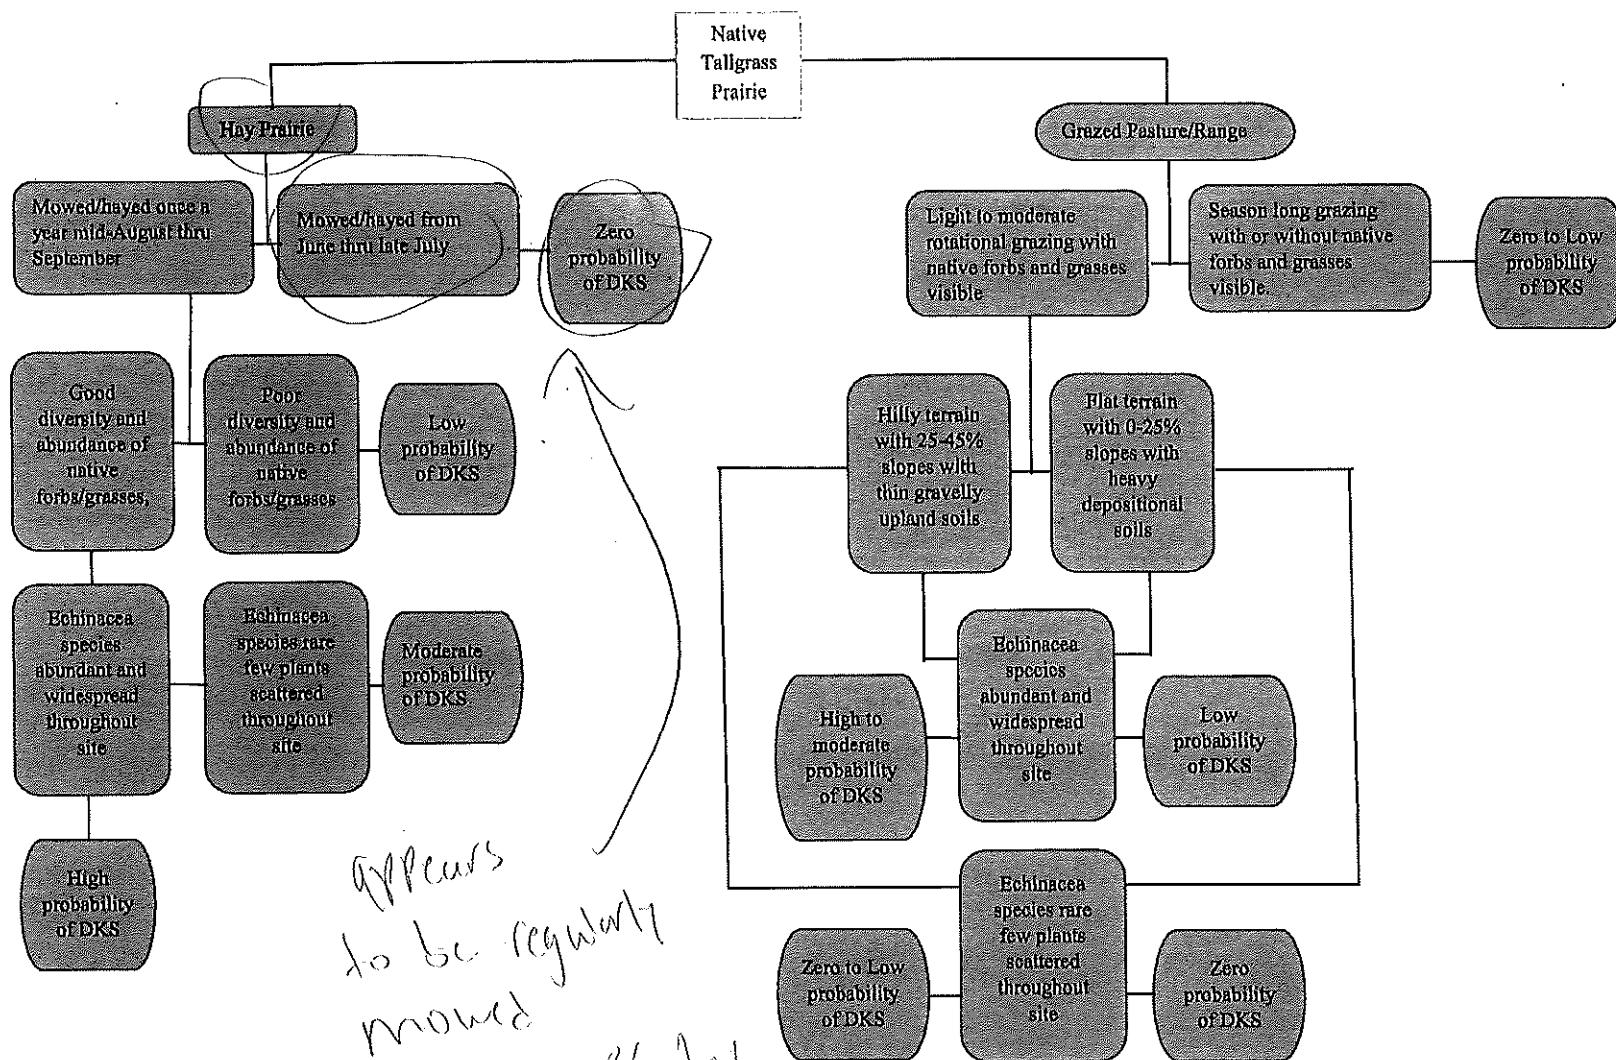 Native
Tallgrass
Prairie
Hay Prairie
Mowed/hayed once a
year mid-August thru
September
Mowed/hayed from
June thru late July
Zero
probability
of DKS
Good
diversity and
abundance of
native
forbs/grasses,
Poor
diversity and
abundance of
native
forbs/grasses
Low
probability
of DKS
Echinacea
species
abundant and
widespread
throughout
site
Echinacea
species rare
few plants
scattered
throughout
site
Moderate
probability
of DKS
High
probability
of DKS
appears
to be regularly
mowed
Grazed Pasture/Range
Light to moderate
rotational grazing with
native forbs and grasses
visible
Season long grazing
with or without native
forbs and grasses
visible.
Zero to Low
probability
of DKS
Hilly terrain
with 25-45%
slopes with
thin gravelly
upland soils
Flat terrain
with 0-25%
slopes with
heavy
depositional
soils
Echinacea
species
abundant and
widespread
throughout
site
High to
moderate
probability
of DKS
Low
probability
of DKS
Echinacea
species rare
few plants
scattered
throughout
site
Zero to Low
probability
of DKS
Zero
probability
of DKS